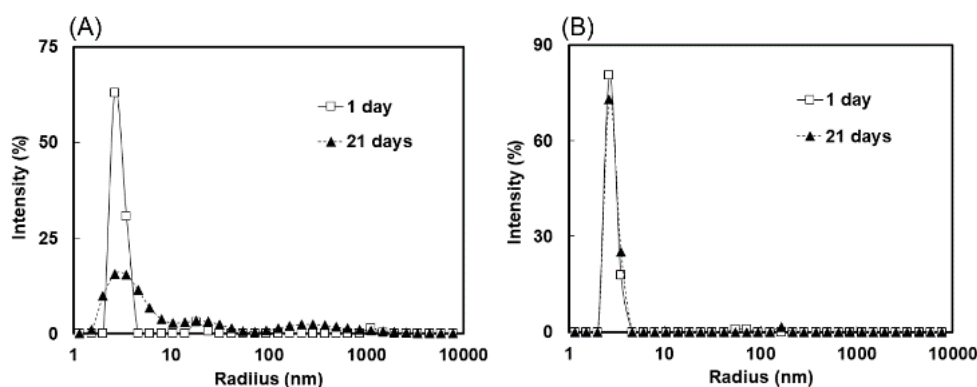 (A)
75
50
25
0
Intensity (%)
1 day
21 days
1 10 100 1000 10000
Radiius (nm)
(B)
90
60
30
0
Intensity (%)
1 day
21 days
1 10 100 1000 10000
Radius (nm)